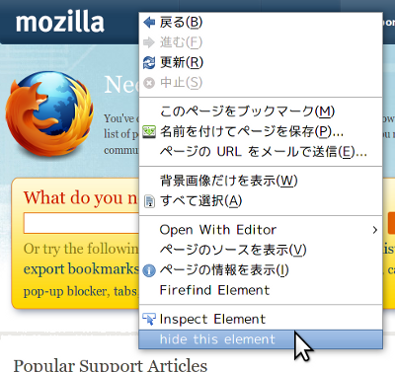 mozilla
Nee
You've
list of p
commu
What do you n
Or try the following
export bookmarks
pop-up blocker, tabs
戻る(B)
進む(F)
更新(R)
中止(S)
このページをブックマーク(M)
名前を付けてページを保存(P)...
ページの URL をメールで送信(E)...
背景画像だけを表示(W)
すべて選択(A)
Open With Editor
ページのソースを表示(V)
ページの情報を表示(I)
Firefind Element
Inspect Element
hide this element
Popular Support Articles